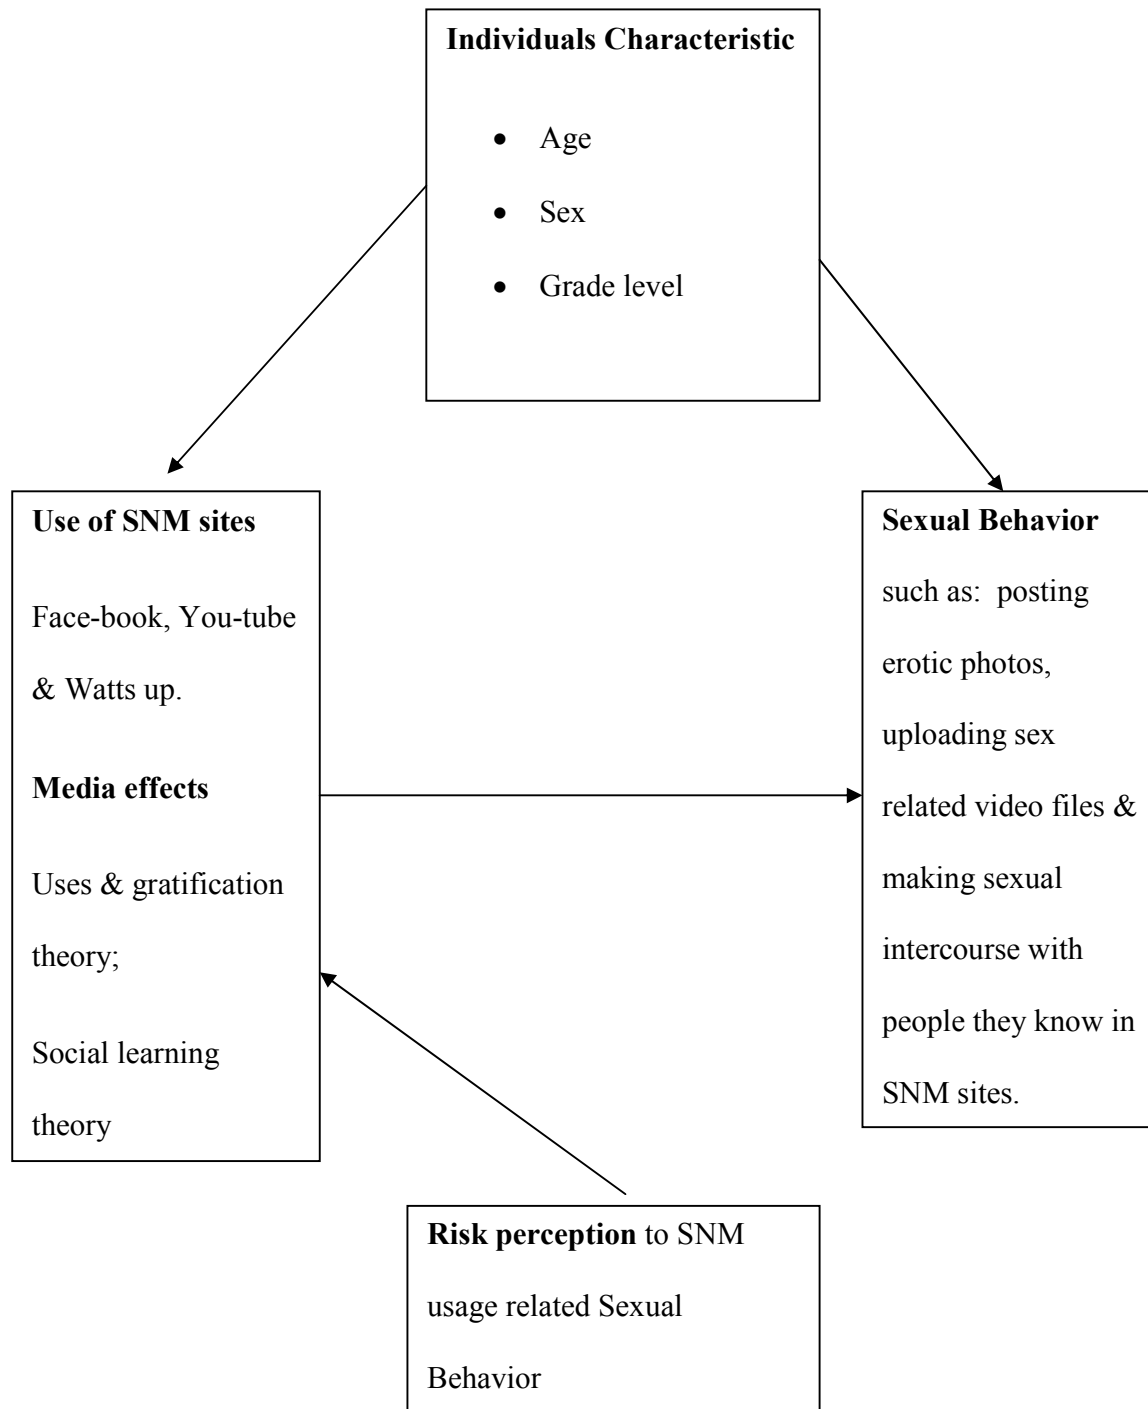 Individuals Characteristic
• Age
• Sex
• Grade level
Use of SNM sites
Face-book, You-tube
& Watts up.
Media effects
Uses & gratification
theory;
Social learning
theory
Sexual Behavior
such as: posting
erotic photos,
uploading sex
related video files &
making sexual
intercourse with
people they know in
SNM sites.
Risk perception to SNM
usage related Sexual
Behavior